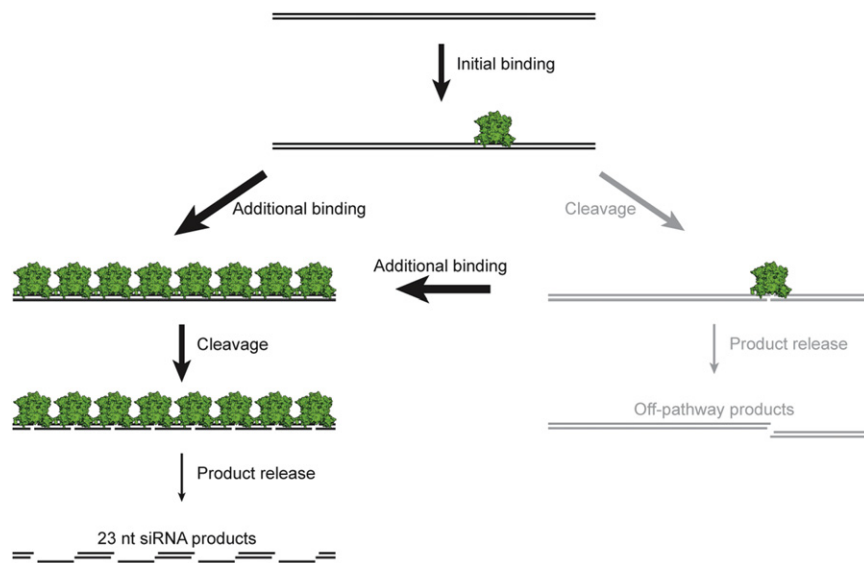 Initial binding
Additional binding
Cleavage
Additional binding
Cleavage
Product release
Off-pathway products
Product release
23 nt siRNA products